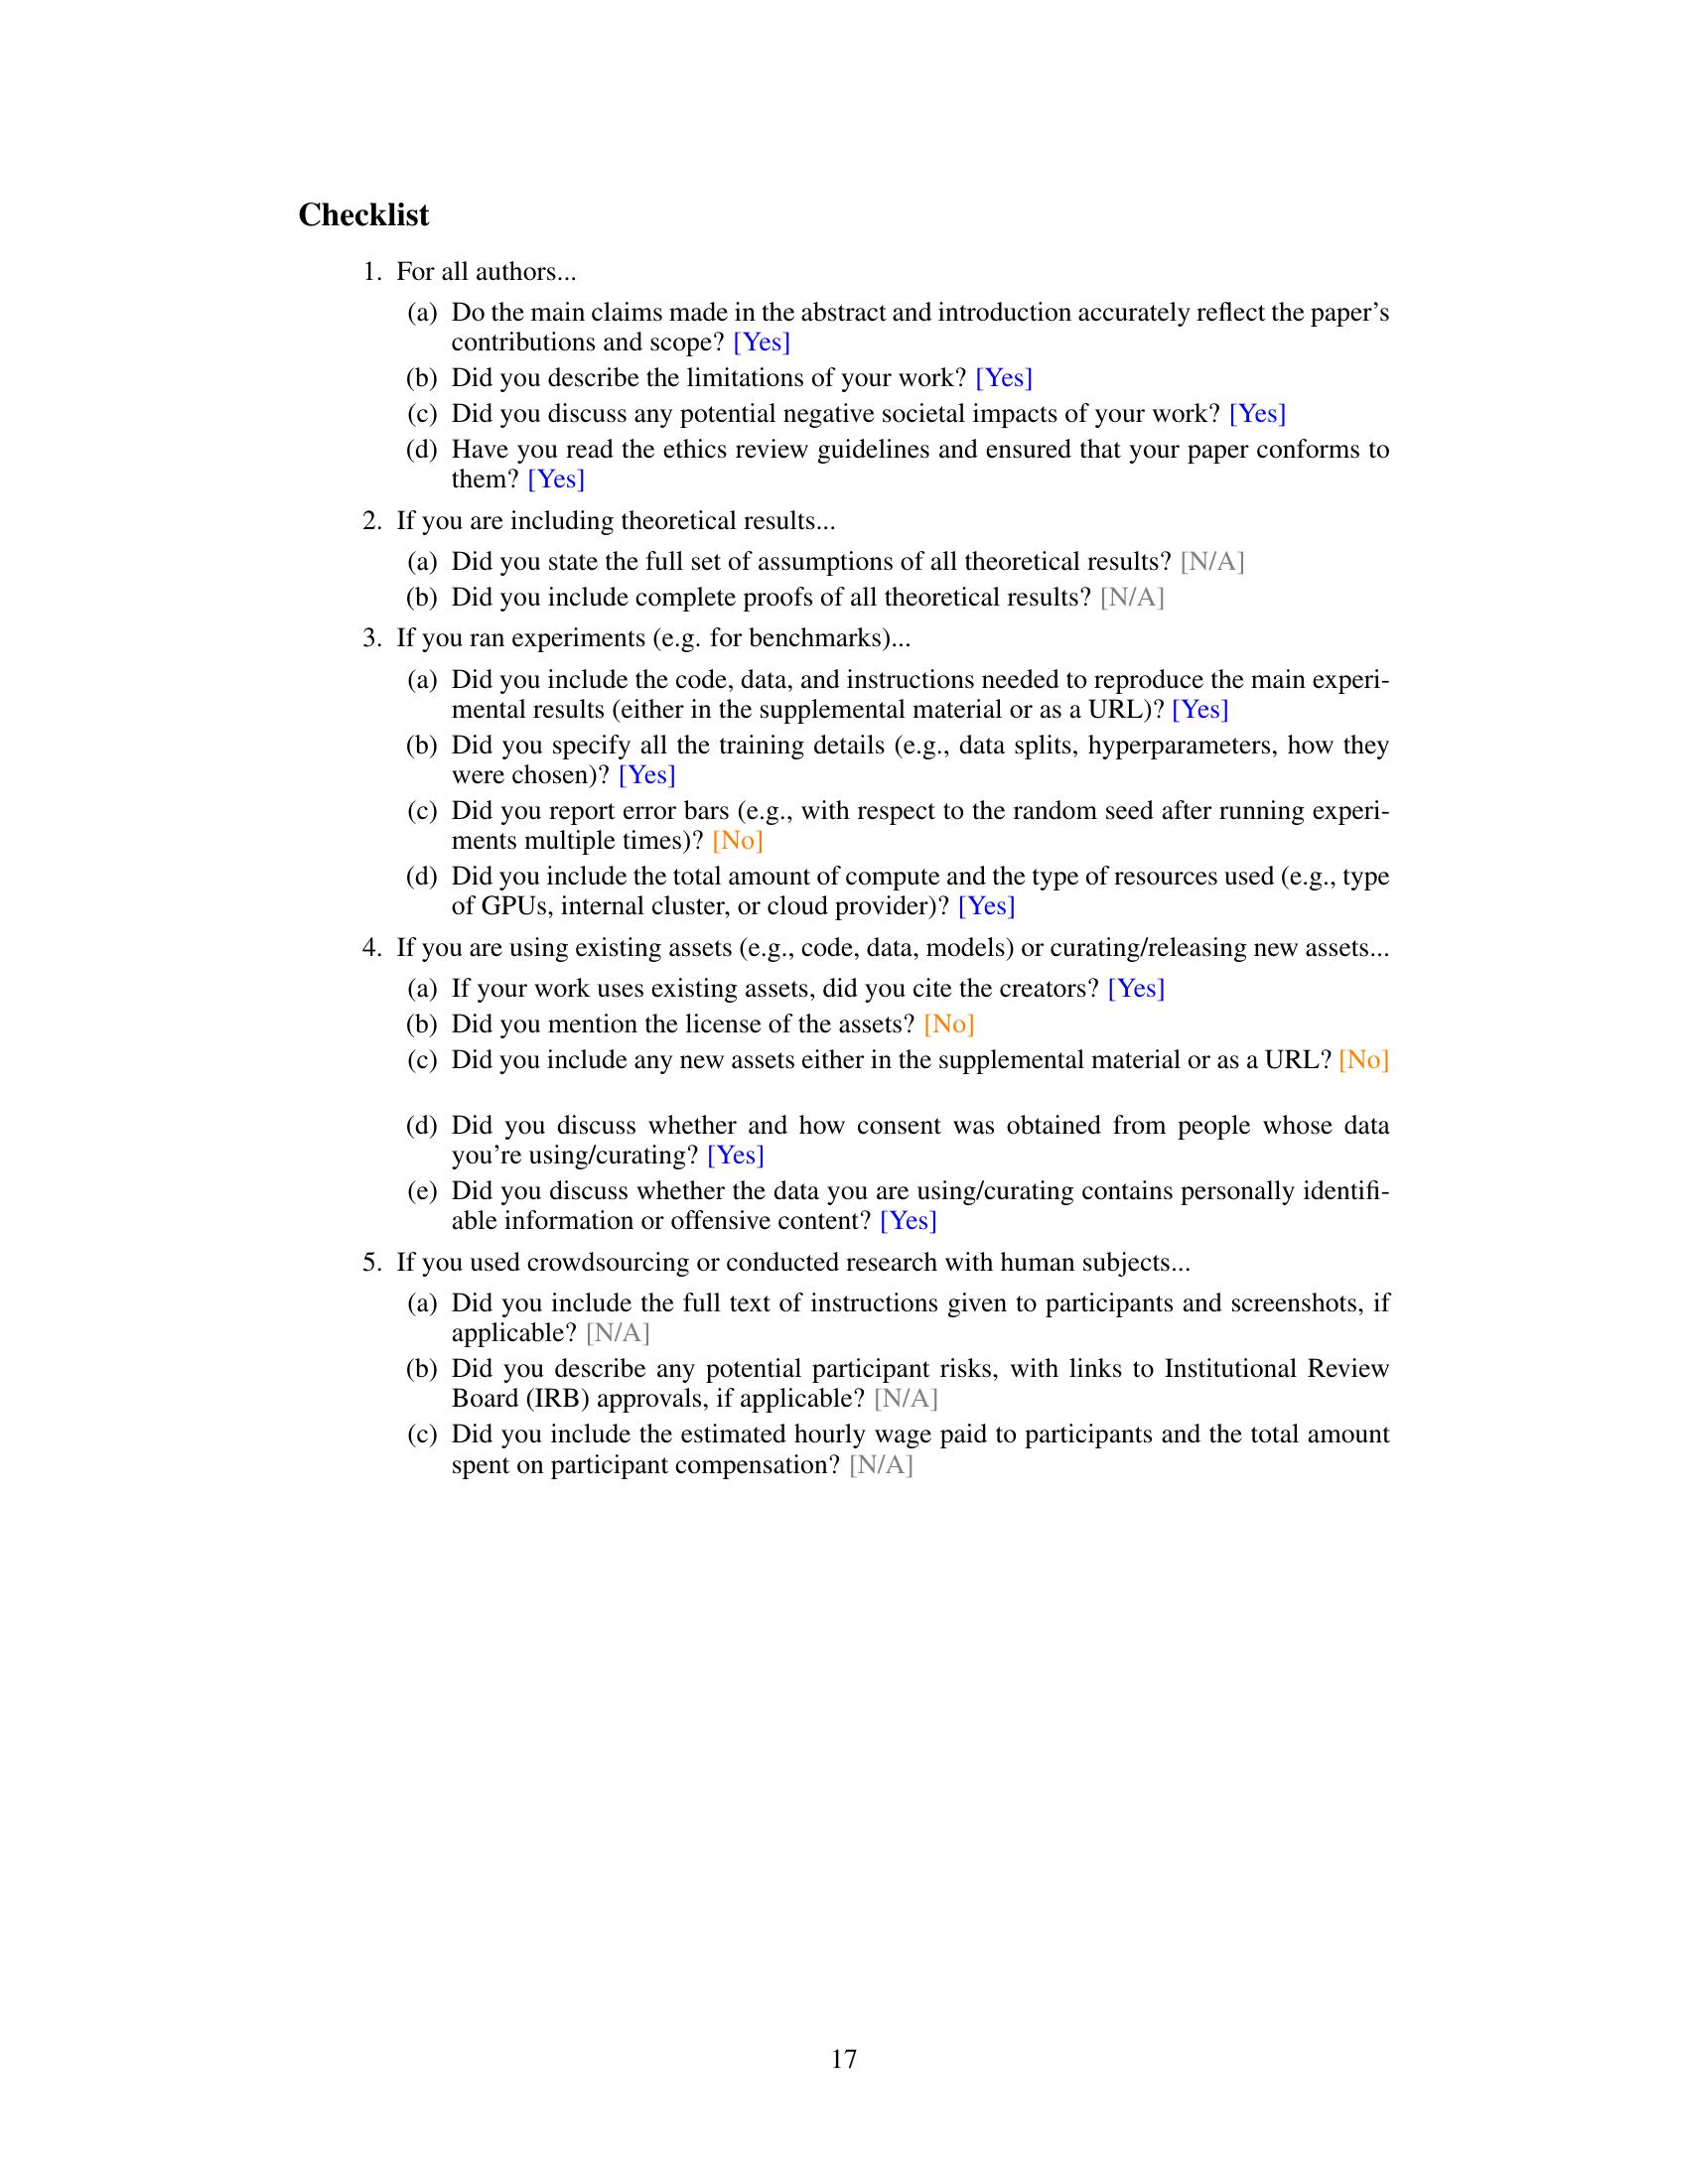 Checklist
1. For all authors...
(a) Do the main claims made in the abstract and introduction accurately reflect the paper's
contributions and scope? [Yes]
(b) Did you describe the limitations of your work? [Yes]
(c) Did you discuss any potential negative societal impacts of your work? [Yes]
(d) Have you read the ethics review guidelines and ensured that your paper conforms to
them? [Yes]
2. If you are including theoretical results...
(a) Did you state the full set of assumptions of all theoretical results? [N/A]
(b) Did you include complete proofs of all theoretical results? [N/A]
3. If you ran experiments (e.g. for benchmarks)...
(a) Did you include the code, data, and instructions needed to reproduce the main experi-
mental results (either in the supplemental material or as a URL)? [Yes]
(b) Did you specify all the training details (e.g., data splits, hyperparameters, how they
were chosen)? [Yes]
(c) Did you report error bars (e.g., with respect to the random seed after running experi-
ments multiple times)? [No]
(d) Did you include the total amount of compute and the type of resources used (e.g., type
of GPUs, internal cluster, or cloud provider)? [Yes]
4. If you are using existing assets (e.g., code, data, models) or curating/releasing new assets...
(a) If your work uses existing assets, did you cite the creators? [Yes]
(b) Did you mention the license of the assets? [No]
(c) Did you include any new assets either in the supplemental material or as a URL? [No]
(d) Did you discuss whether and how consent was obtained from people whose data
you're using/curating? [Yes]
(e) Did you discuss whether the data you are using/curating contains personally identifi-
able information or offensive content? [Yes]
5. If you used crowdsourcing or conducted research with human subjects...
(a) Did you include the full text of instructions given to participants and screenshots, if
applicable? [N/A]
(b) Did you describe any potential participant risks, with links to Institutional Review
Board (IRB) approvals, if applicable? [N/A]
(c) Did you include the estimated hourly wage paid to participants and the total amount
spent on participant compensation? [N/A]
17